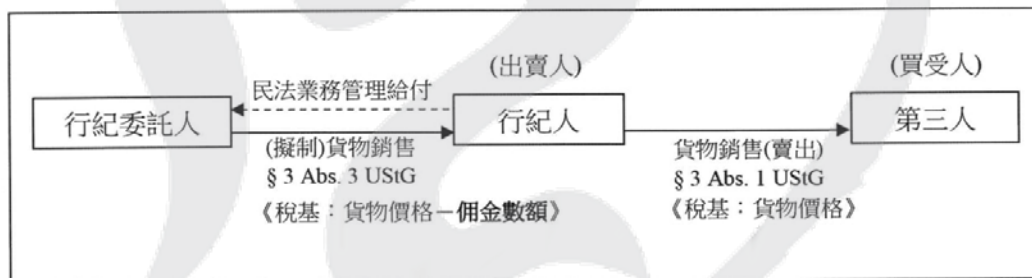 (出賣人)
(買受人)
民法業務管理給付
行紀委託人
行紀人
第三人
(擬制)貨物銷售
§ 3 Abs. 3 UStG
《稅基：貨物價格－佣金數額》
貨物銷售(賣出)
§ 3 Abs. 1 UStG
《稅基：貨物價格》